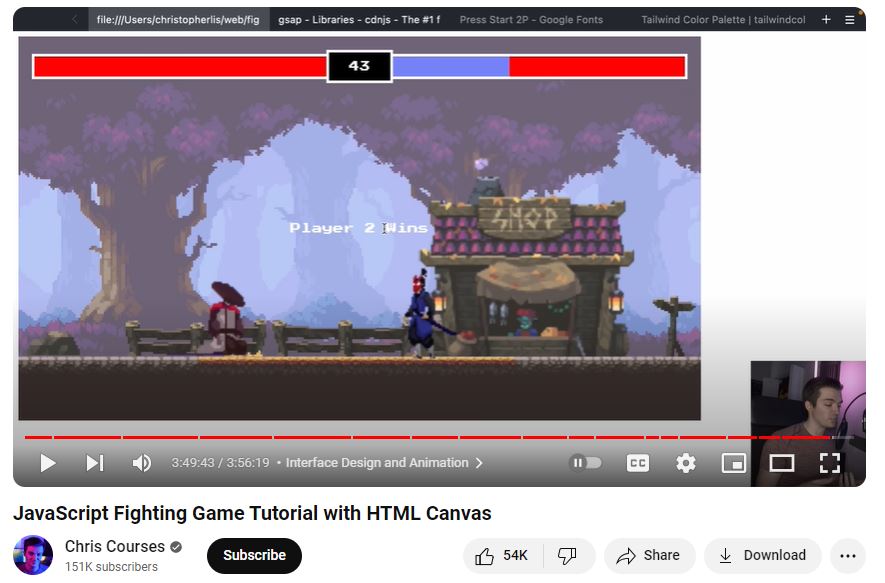 file:///Users/christopherlis/web/fig
gsap - Libraries - cdnjs - The #1 f
Press Start 2P - Google Fonts
Tailwind Color Palette | tailwindcol
43
SHOP
Player 2 Wins
3:49:43 / 3:56:19 • Interface Design and Animation
CC
JavaScript Fighting Game Tutorial with HTML Canvas
Chris Courses
151K subscribers
Subscribe
54K
Share
Download